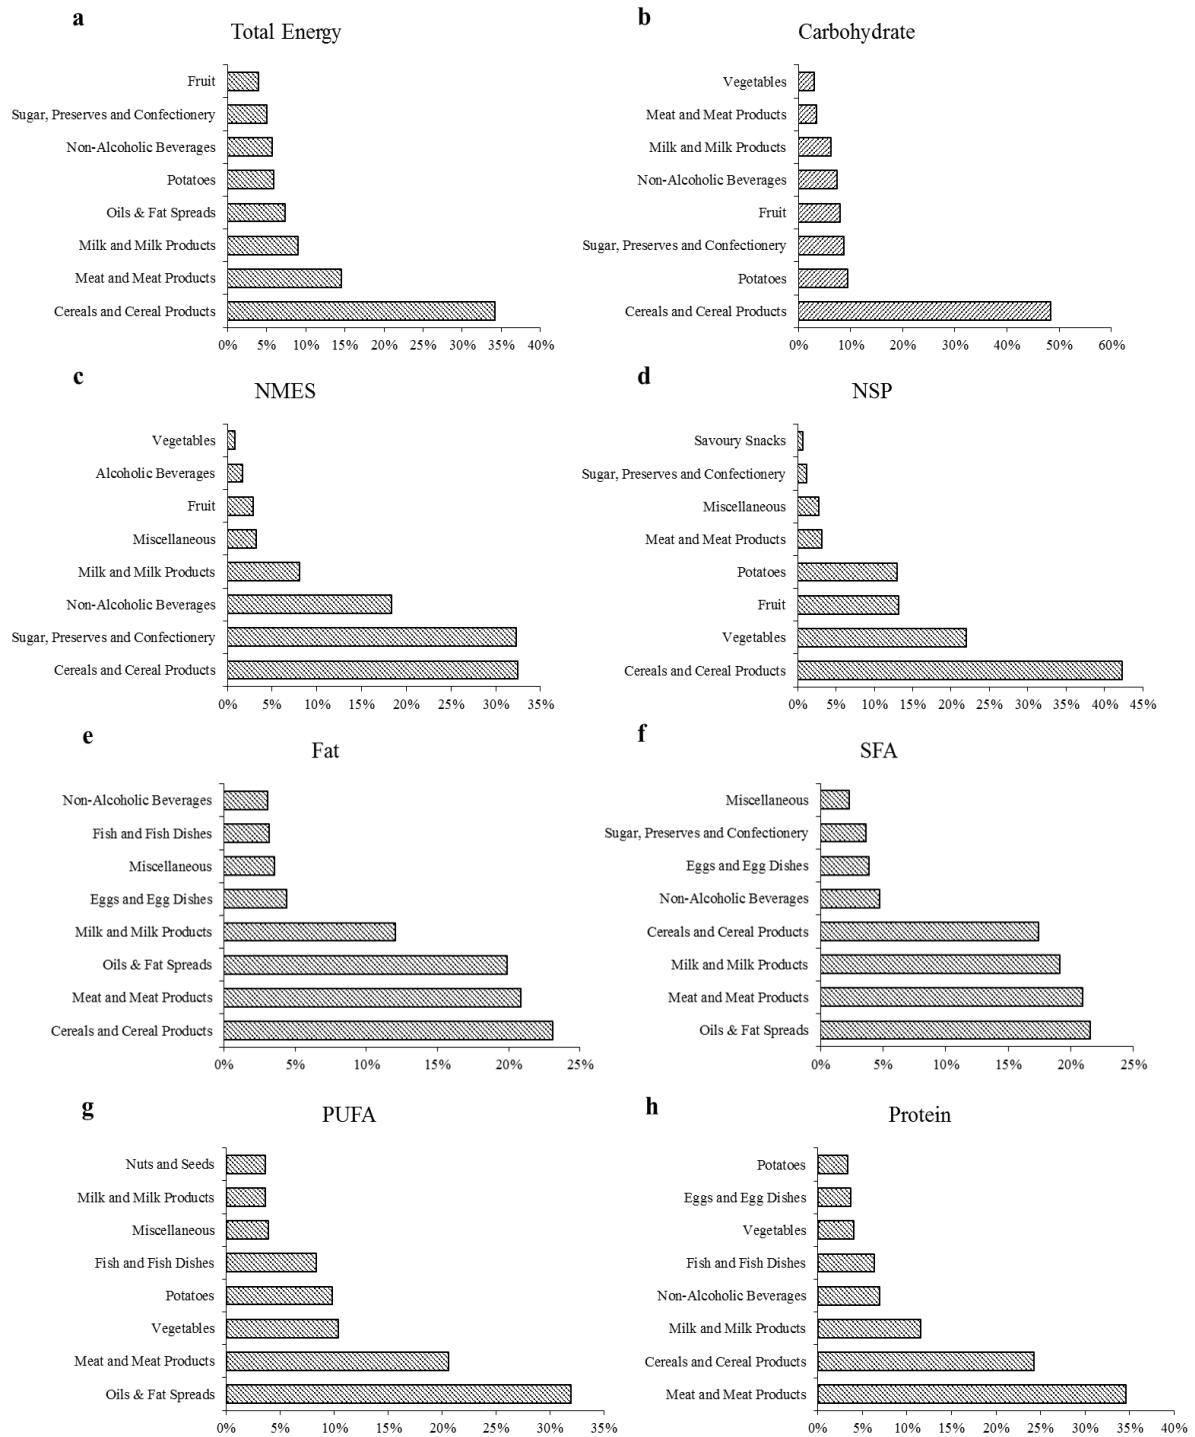 a
Total Energy
Fruit
Sugar, Preserves and Confectionery
Non-Alcoholic Beverages
Potatoes
Oils & Fat Spreads
Milk and Milk Products
Meat and Meat Products
Cereals and Cereal Products
0% 5% 10% 15% 20% 25% 30% 35% 40%
b
Carbohydrate
Vegetables
Meat and Meat Products
Milk and Milk Products
Non-Alcoholic Beverages
Fruit
Sugar, Preserves and Confectionery
Potatoes
Cereals and Cereal Products
0% 10% 20% 30% 40% 50% 60%
c
NMES
Vegetables
Alcoholic Beverages
Fruit
Miscellaneous
Milk and Milk Products
Non-Alcoholic Beverages
Sugar, Preserves and Confectionery
Cereals and Cereal Products
0% 5% 10% 15% 20% 25% 30% 35%
d
NSP
Savoury Snacks
Sugar, Preserves and Confectionery
Miscellaneous
Meat and Meat Products
Potatoes
Fruit
Vegetables
Cereals and Cereal Products
0% 5% 10% 15% 20% 25% 30% 35% 40% 45%
e
Fat
Non-Alcoholic Beverages
Fish and Fish Dishes
Miscellaneous
Eggs and Egg Dishes
Milk and Milk Products
Oils & Fat Spreads
Meat and Meat Products
Cereals and Cereal Products
0% 5% 10% 15% 20% 25%
f
SFA
Miscellaneous
Sugar, Preserves and Confectionery
Eggs and Egg Dishes
Non-Alcoholic Beverages
Cereals and Cereal Products
Milk and Milk Products
Meat and Meat Products
Oils & Fat Spreads
0% 5% 10% 15% 20% 25%
g
PUFA
Nuts and Seeds
Milk and Milk Products
Miscellaneous
Fish and Fish Dishes
Potatoes
Vegetables
Meat and Meat Products
Oils & Fat Spreads
0% 5% 10% 15% 20% 25% 30% 35%
h
Protein
Potatoes
Eggs and Egg Dishes
Vegetables
Fish and Fish Dishes
Non-Alcoholic Beverages
Milk and Milk Products
Cereals and Cereal Products
Meat and Meat Products
0% 5% 10% 15% 20% 25% 30% 35% 40%